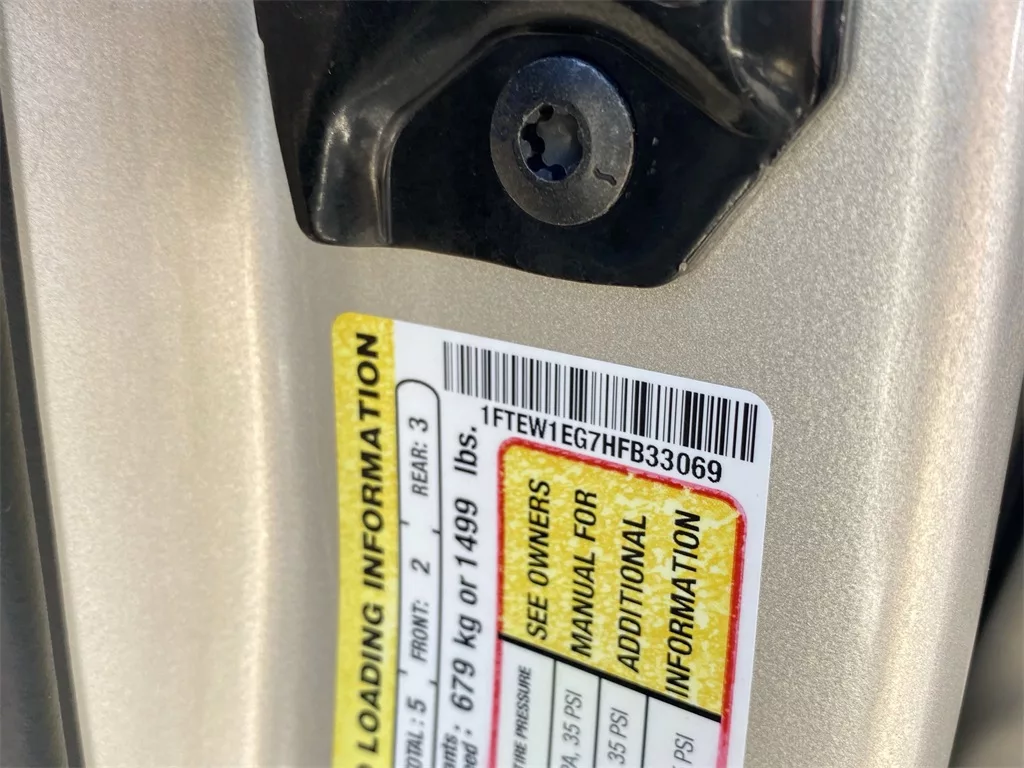 LOADING INFORMATION
TOTAL: 5 FRONT: 2 REAR: 3
679 kg or 1499 lbs.
1FTEW1EG7HFB33069
SEE OWNERS
MANUAL FOR
ADDITIONAL
INFORMATION
TIRE PRESSURE
35 PSI
35 PSI
PSI